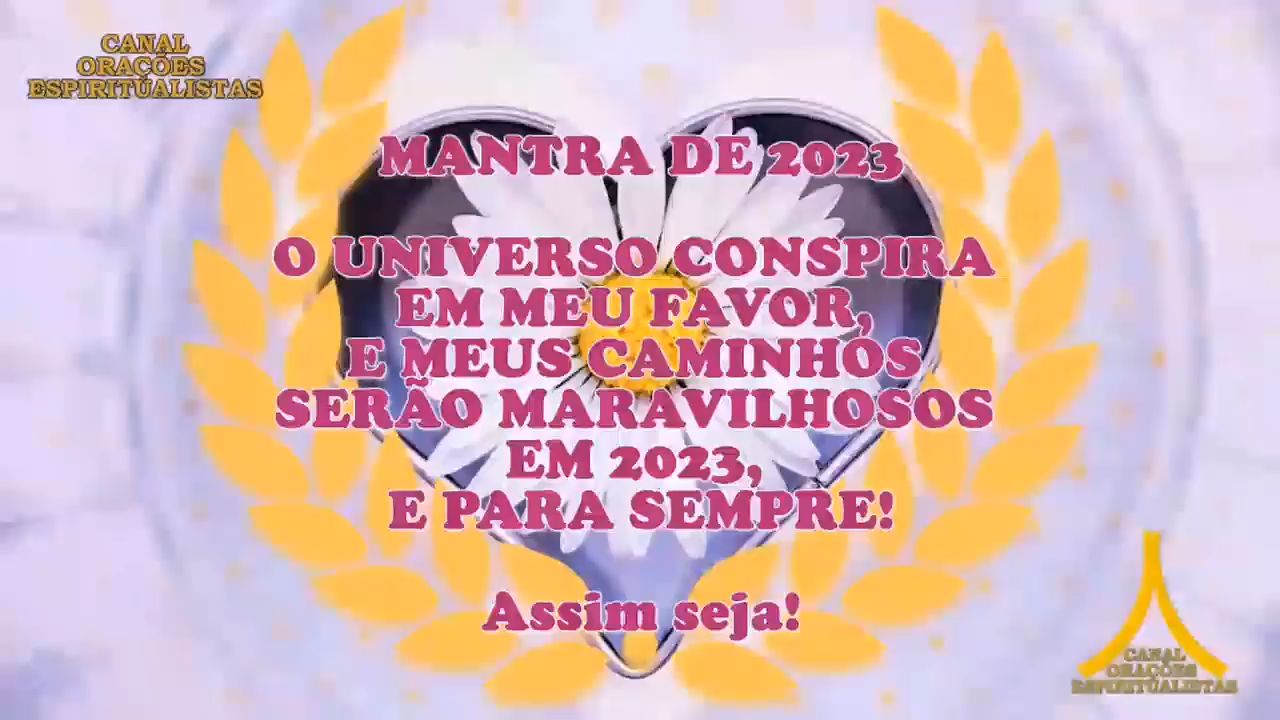 CANAL
ORAÇÕES
ESPIRITUALISTAS
MANTRA DE 2023
O UNIVERSO CONSPIRA
EM MEU FAVOR,
E MEUS CAMINHOS
SERÃO MARAVILHOSOS
EM 2023,
E PARA SEMPRE!
Assim seja!
CANAL
ORAÇÕES
ESPIRITUALISTAS